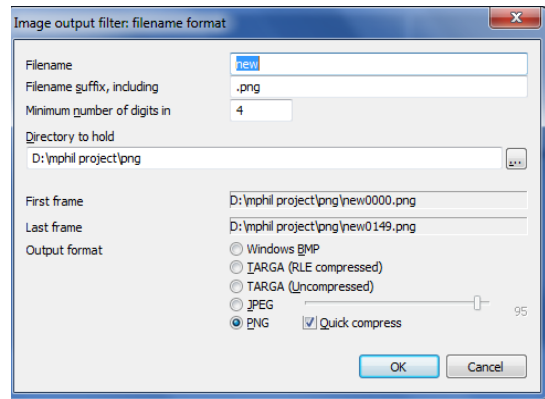 Image output filter: filename format
Filename new
Filename suffix, including .png
Minimum number of digits in 4
Directory to hold
D:\mphil project\png ...
First frame D:\mphil project\png\new0000.png
Last frame D:\mphil project\png\new0149.png
Output format Windows BMP
TARGA (RLE compressed)
TARGA (Uncompressed)
JPEG 95
PNG Quick compress
OK Cancel